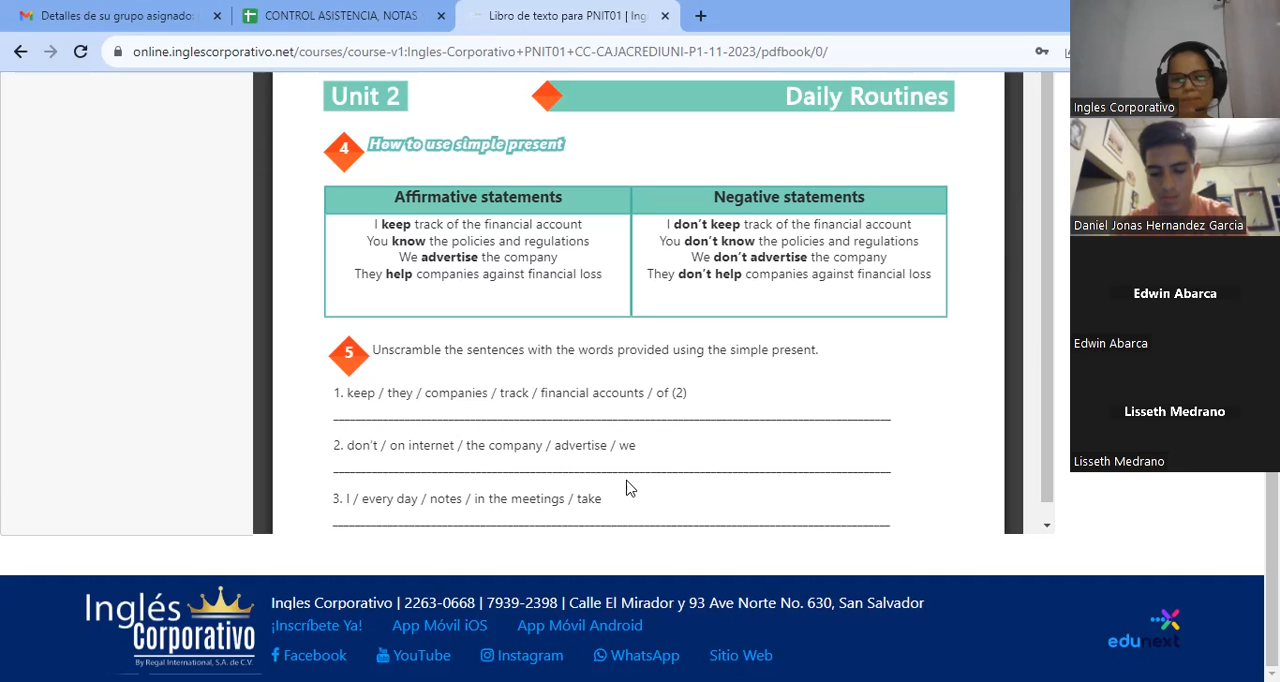 Detalles de su grupo asignado:
CONTROL ASISTENCIA, NOTAS
Libro de texto para PNIT01 | Ing
online.inglescorporativo.net/courses/course-v1:Ingles-Corporativo+PNIT01+CC-CAJACREDIUNI-P1-11-2023/pdfbook/0/
Unit 2
Daily Routines
4 How to use simple present
Affirmative statements
Negative statements
I keep track of the financial account
You know the policies and regulations
We advertise the company
They help companies against financial loss
I don't keep track of the financial account
You don't know the policies and regulations
We don't advertise the company
They don't help companies against financial loss
5 Unscramble the sentences with the words provided using the simple present.
1. keep / they / companies / track / financial accounts / of (2)
2. don't / on internet / the company / advertise / we
3. I / every day / notes / in the meetings / take
Ingles Corporativo
Daniel Jonas Hernandez Garcia
Edwin Abarca
Edwin Abarca
Lisseth Medrano
Lisseth Medrano
Inglés
Corporativo
By Regal International, S.A. de C.V.
Ingles Corporativo | 2263-0668 | 7939-2398 | Calle El Mirador y 93 Ave Norte No. 630, San Salvador
¡Inscríbete Ya! App Móvil iOS App Móvil Android
Facebook YouTube Instagram WhatsApp Sitio Web
edunext